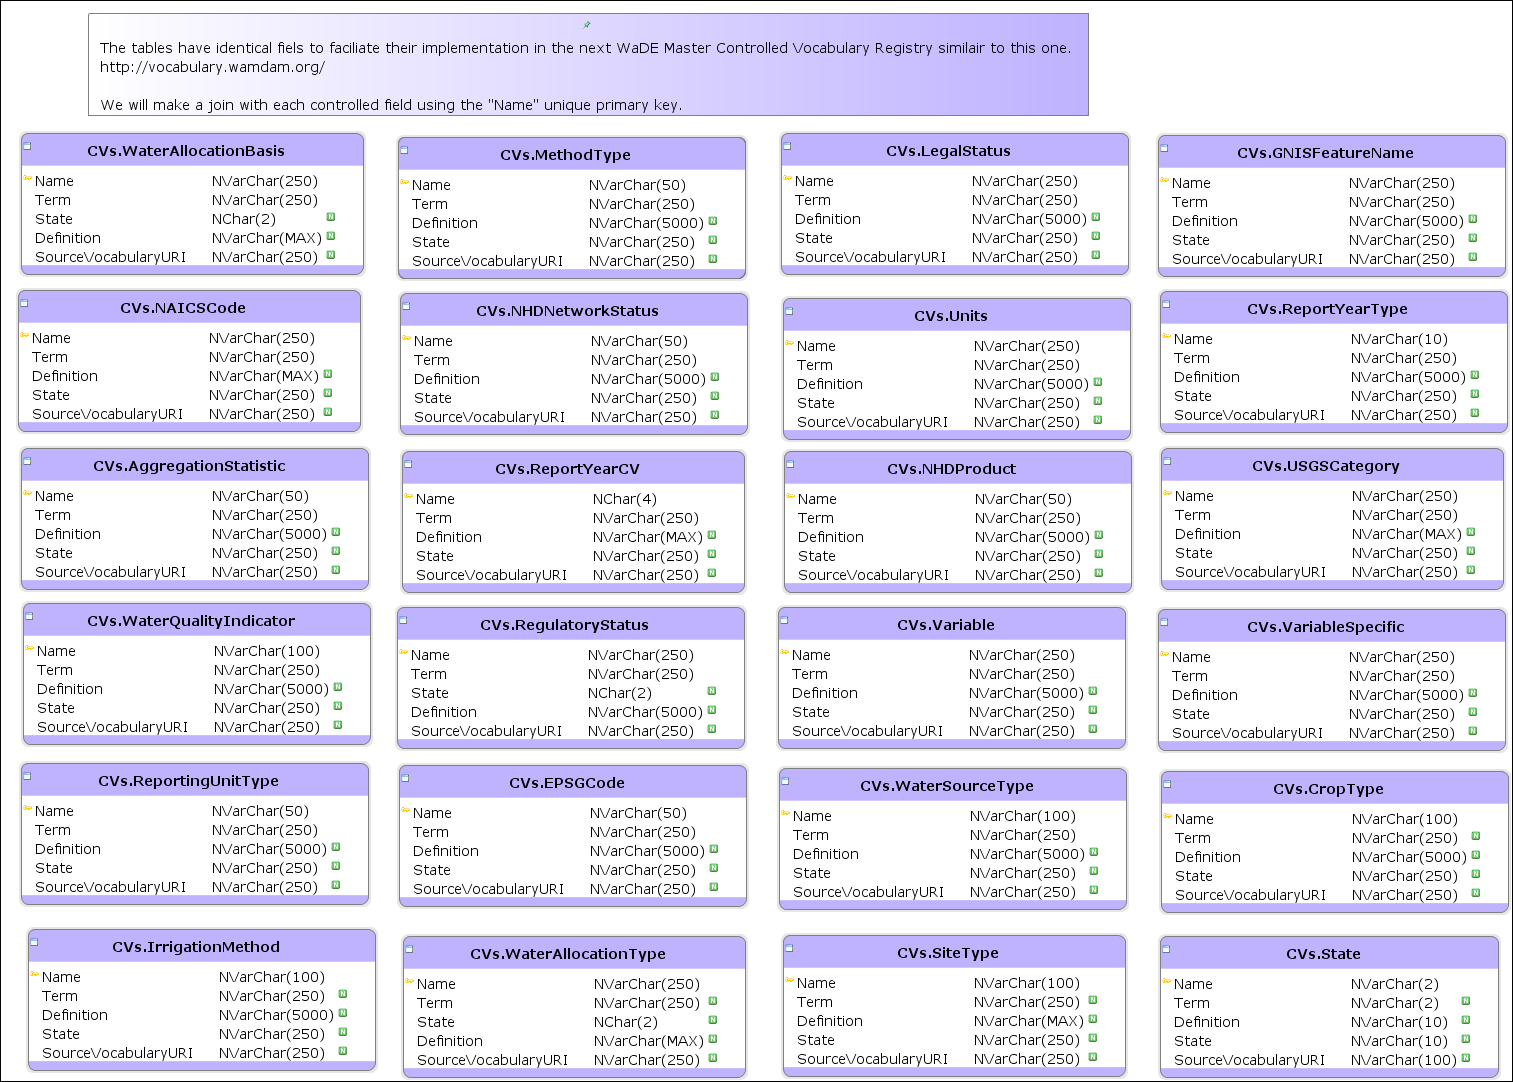 The tables have identical fiels to faciliate their implementation in the next WaDE Master Controlled Vocabulary Registry similair to this one.
http://vocabulary.wamdam.org/
We will make a join with each controlled field using the "Name" unique primary key.
CVs.WaterAllocationBasis
Name NVarChar(250)
Term NVarChar(250)
State NChar(2) N
Definition NVarChar(MAX) N
SourceVocabularyURI NVarChar(250) N
CVs.MethodType
Name NVarChar(50)
Term NVarChar(250)
Definition NVarChar(5000) N
State NVarChar(250) N
SourceVocabularyURI NVarChar(250) N
CVs.LegalStatus
Name NVarChar(250)
Term NVarChar(250)
Definition NVarChar(5000) N
State NVarChar(250) N
SourceVocabularyURI NVarChar(250) N
CVs.GNISFeatureName
Name NVarChar(250)
Term NVarChar(250)
Definition NVarChar(5000) N
State NVarChar(250) N
SourceVocabularyURI NVarChar(250) N
CVs.NAICSCode
Name NVarChar(250)
Term NVarChar(250)
Definition NVarChar(MAX) N
State NVarChar(250) N
SourceVocabularyURI NVarChar(250) N
CVs.NHDNetworkStatus
Name NVarChar(50)
Term NVarChar(250)
Definition NVarChar(5000) N
State NVarChar(250) N
SourceVocabularyURI NVarChar(250) N
CVs.Units
Name NVarChar(250)
Term NVarChar(250)
Definition NVarChar(5000) N
State NVarChar(250) N
SourceVocabularyURI NVarChar(250) N
CVs.ReportYearType
Name NVarChar(10)
Term NVarChar(250)
Definition NVarChar(5000) N
State NVarChar(250) N
SourceVocabularyURI NVarChar(250) N
CVs.AggregationStatistic
Name NVarChar(50)
Term NVarChar(250)
Definition NVarChar(5000) N
State NVarChar(250) N
SourceVocabularyURI NVarChar(250) N
CVs.ReportYearCV
Name NChar(4)
Term NVarChar(250)
Definition NVarChar(MAX) N
State NVarChar(250) N
SourceVocabularyURI NVarChar(250) N
CVs.NHDProduct
Name NVarChar(50)
Term NVarChar(250)
Definition NVarChar(5000) N
State NVarChar(250) N
SourceVocabularyURI NVarChar(250) N
CVs.USGSCategory
Name NVarChar(250)
Term NVarChar(250)
Definition NVarChar(MAX) N
State NVarChar(250) N
SourceVocabularyURI NVarChar(250) N
CVs.WaterQualityIndicator
Name NVarChar(100)
Term NVarChar(250)
Definition NVarChar(5000) N
State NVarChar(250) N
SourceVocabularyURI NVarChar(250) N
CVs.RegulatoryStatus
Name NVarChar(250)
Term NVarChar(250)
State NChar(2) N
Definition NVarChar(5000) N
SourceVocabularyURI NVarChar(250) N
CVs.Variable
Name NVarChar(250)
Term NVarChar(250)
Definition NVarChar(5000) N
State NVarChar(250) N
SourceVocabularyURI NVarChar(250) N
CVs.VariableSpecific
Name NVarChar(250)
Term NVarChar(250)
Definition NVarChar(5000) N
State NVarChar(250) N
SourceVocabularyURI NVarChar(250) N
CVs.ReportingUnitType
Name NVarChar(50)
Term NVarChar(250)
Definition NVarChar(5000) N
State NVarChar(250) N
SourceVocabularyURI NVarChar(250) N
CVs.EPSGCode
Name NVarChar(50)
Term NVarChar(250)
Definition NVarChar(5000) N
State NVarChar(250) N
SourceVocabularyURI NVarChar(250) N
CVs.WaterSourceType
Name NVarChar(100)
Term NVarChar(250)
Definition NVarChar(5000) N
State NVarChar(250) N
SourceVocabularyURI NVarChar(250) N
CVs.CropType
Name NVarChar(100)
Term NVarChar(250) N
Definition NVarChar(5000) N
State NVarChar(250) N
SourceVocabularyURI NVarChar(250) N
CVs.IrrigationMethod
Name NVarChar(100)
Term NVarChar(250) N
Definition NVarChar(5000) N
State NVarChar(250) N
SourceVocabularyURI NVarChar(250) N
CVs.WaterAllocationType
Name NVarChar(250)
Term NVarChar(250) N
State NChar(2) N
Definition NVarChar(MAX) N
SourceVocabularyURI NVarChar(250) N
CVs.SiteType
Name NVarChar(100)
Term NVarChar(250) N
Definition NVarChar(MAX) N
State NVarChar(250) N
SourceVocabularyURI NVarChar(250) N
CVs.State
Name NVarChar(2)
Term NVarChar(2) N
Definition NVarChar(10) N
State NVarChar(10) N
SourceVocabularyURI NVarChar(100) N